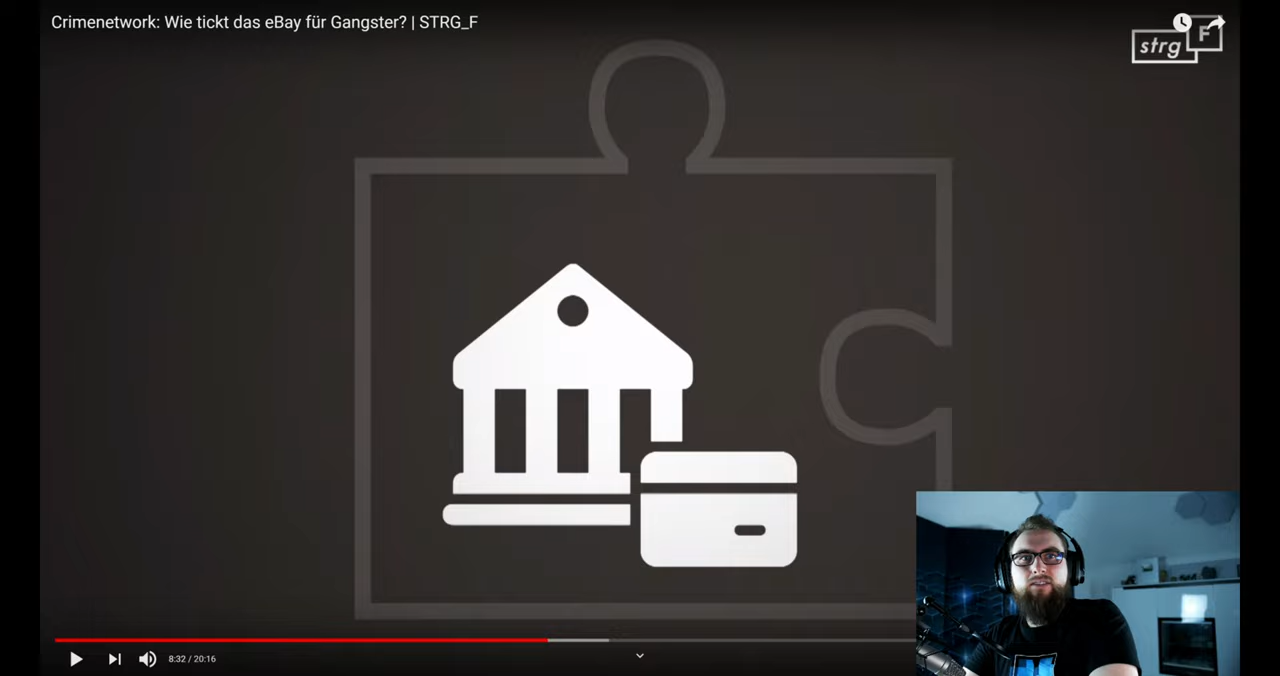 Crimenetwork: Wie tickt das eBay für Gangster? | STRG_F
strg F
8:32 / 20:16